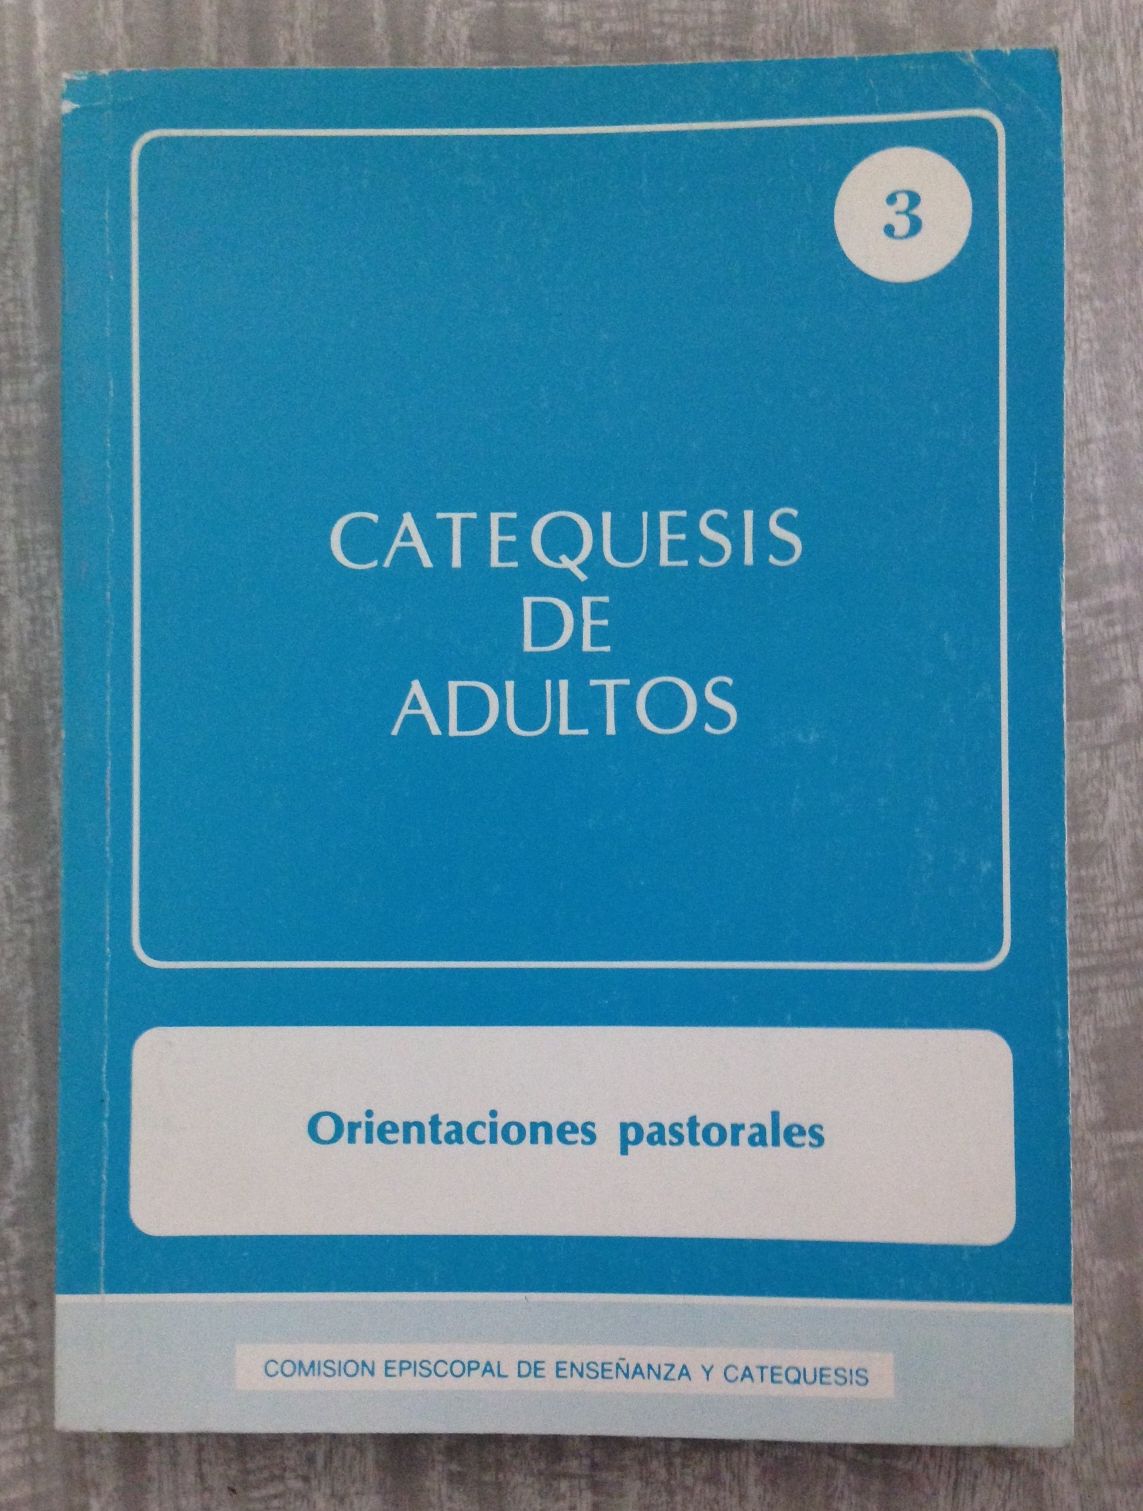 3
CATEQUESIS
DE
ADULTOS
Orientaciones pastorales
COMISION EPISCOPAL DE ENSEÑANZA Y CATEQUESIS